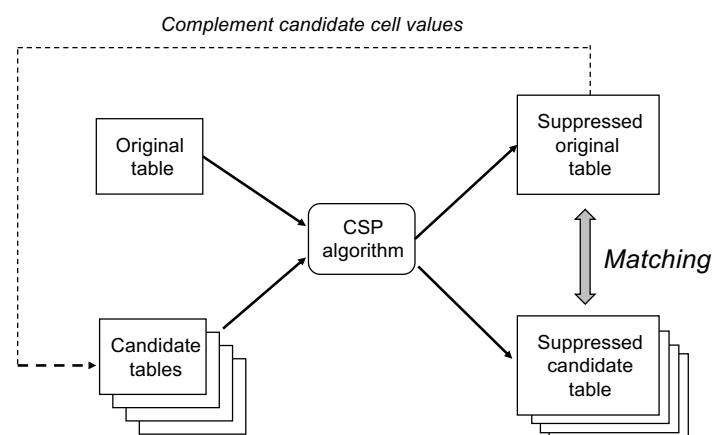 Complement candidate cell values
Original
table
Suppressed
original
table
CSP
algorithm
Matching
Candidate
tables
Suppressed
candidate
table